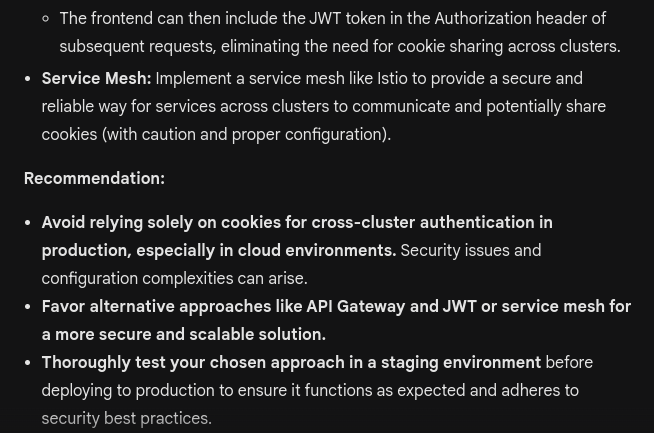 ◦ The frontend can then include the JWT token in the Authorization header of
subsequent requests, eliminating the need for cookie sharing across clusters.
• Service Mesh: Implement a service mesh like Istio to provide a secure and
reliable way for services across clusters to communicate and potentially share
cookies (with caution and proper configuration).
Recommendation:
• Avoid relying solely on cookies for cross-cluster authentication in
production, especially in cloud environments. Security issues and
configuration complexities can arise.
• Favor alternative approaches like API Gateway and JWT or service mesh for
a more secure and scalable solution.
• Thoroughly test your chosen approach in a staging environment before
deploying to production to ensure it functions as expected and adheres to
security best practices.